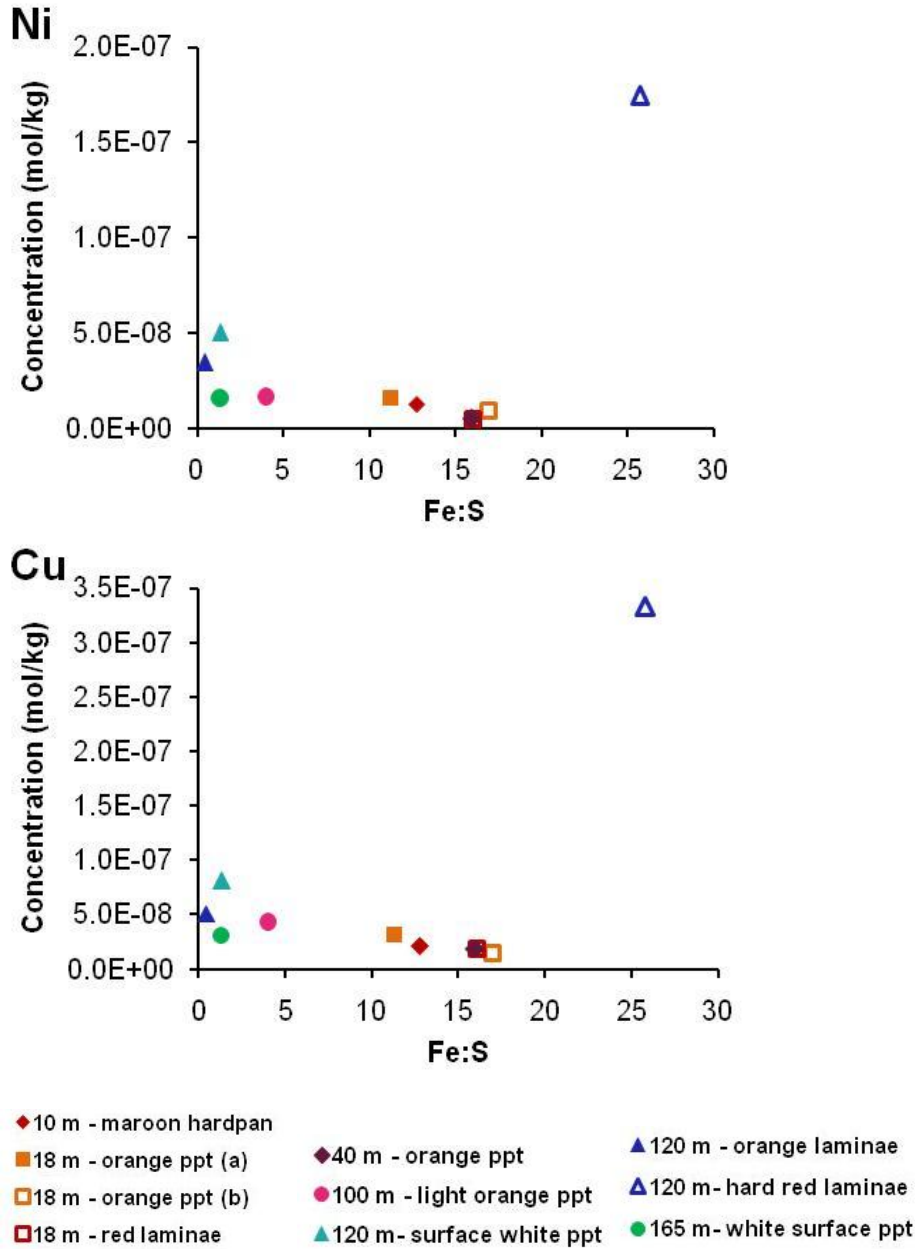 Ni
Concentration (mol/kg)
2.0E-07
1.5E-07
1.0E-07
5.0E-08
0.0E+00
0 5 10 15 20 25 30
Fe:S
Cu
Concentration (mol/kg)
3.5E-07
3.0E-07
2.5E-07
2.0E-07
1.5E-07
1.0E-07
5.0E-08
0.0E+00
0 5 10 15 20 25 30
Fe:S
10 m - maroon hardpan
18 m - orange ppt (a)
18 m - orange ppt (b)
18 m - red laminae
40 m - orange ppt
100 m - light orange ppt
120 m - surface white ppt
120 m - orange laminae
120 m- hard red laminae
165 m- white surface ppt